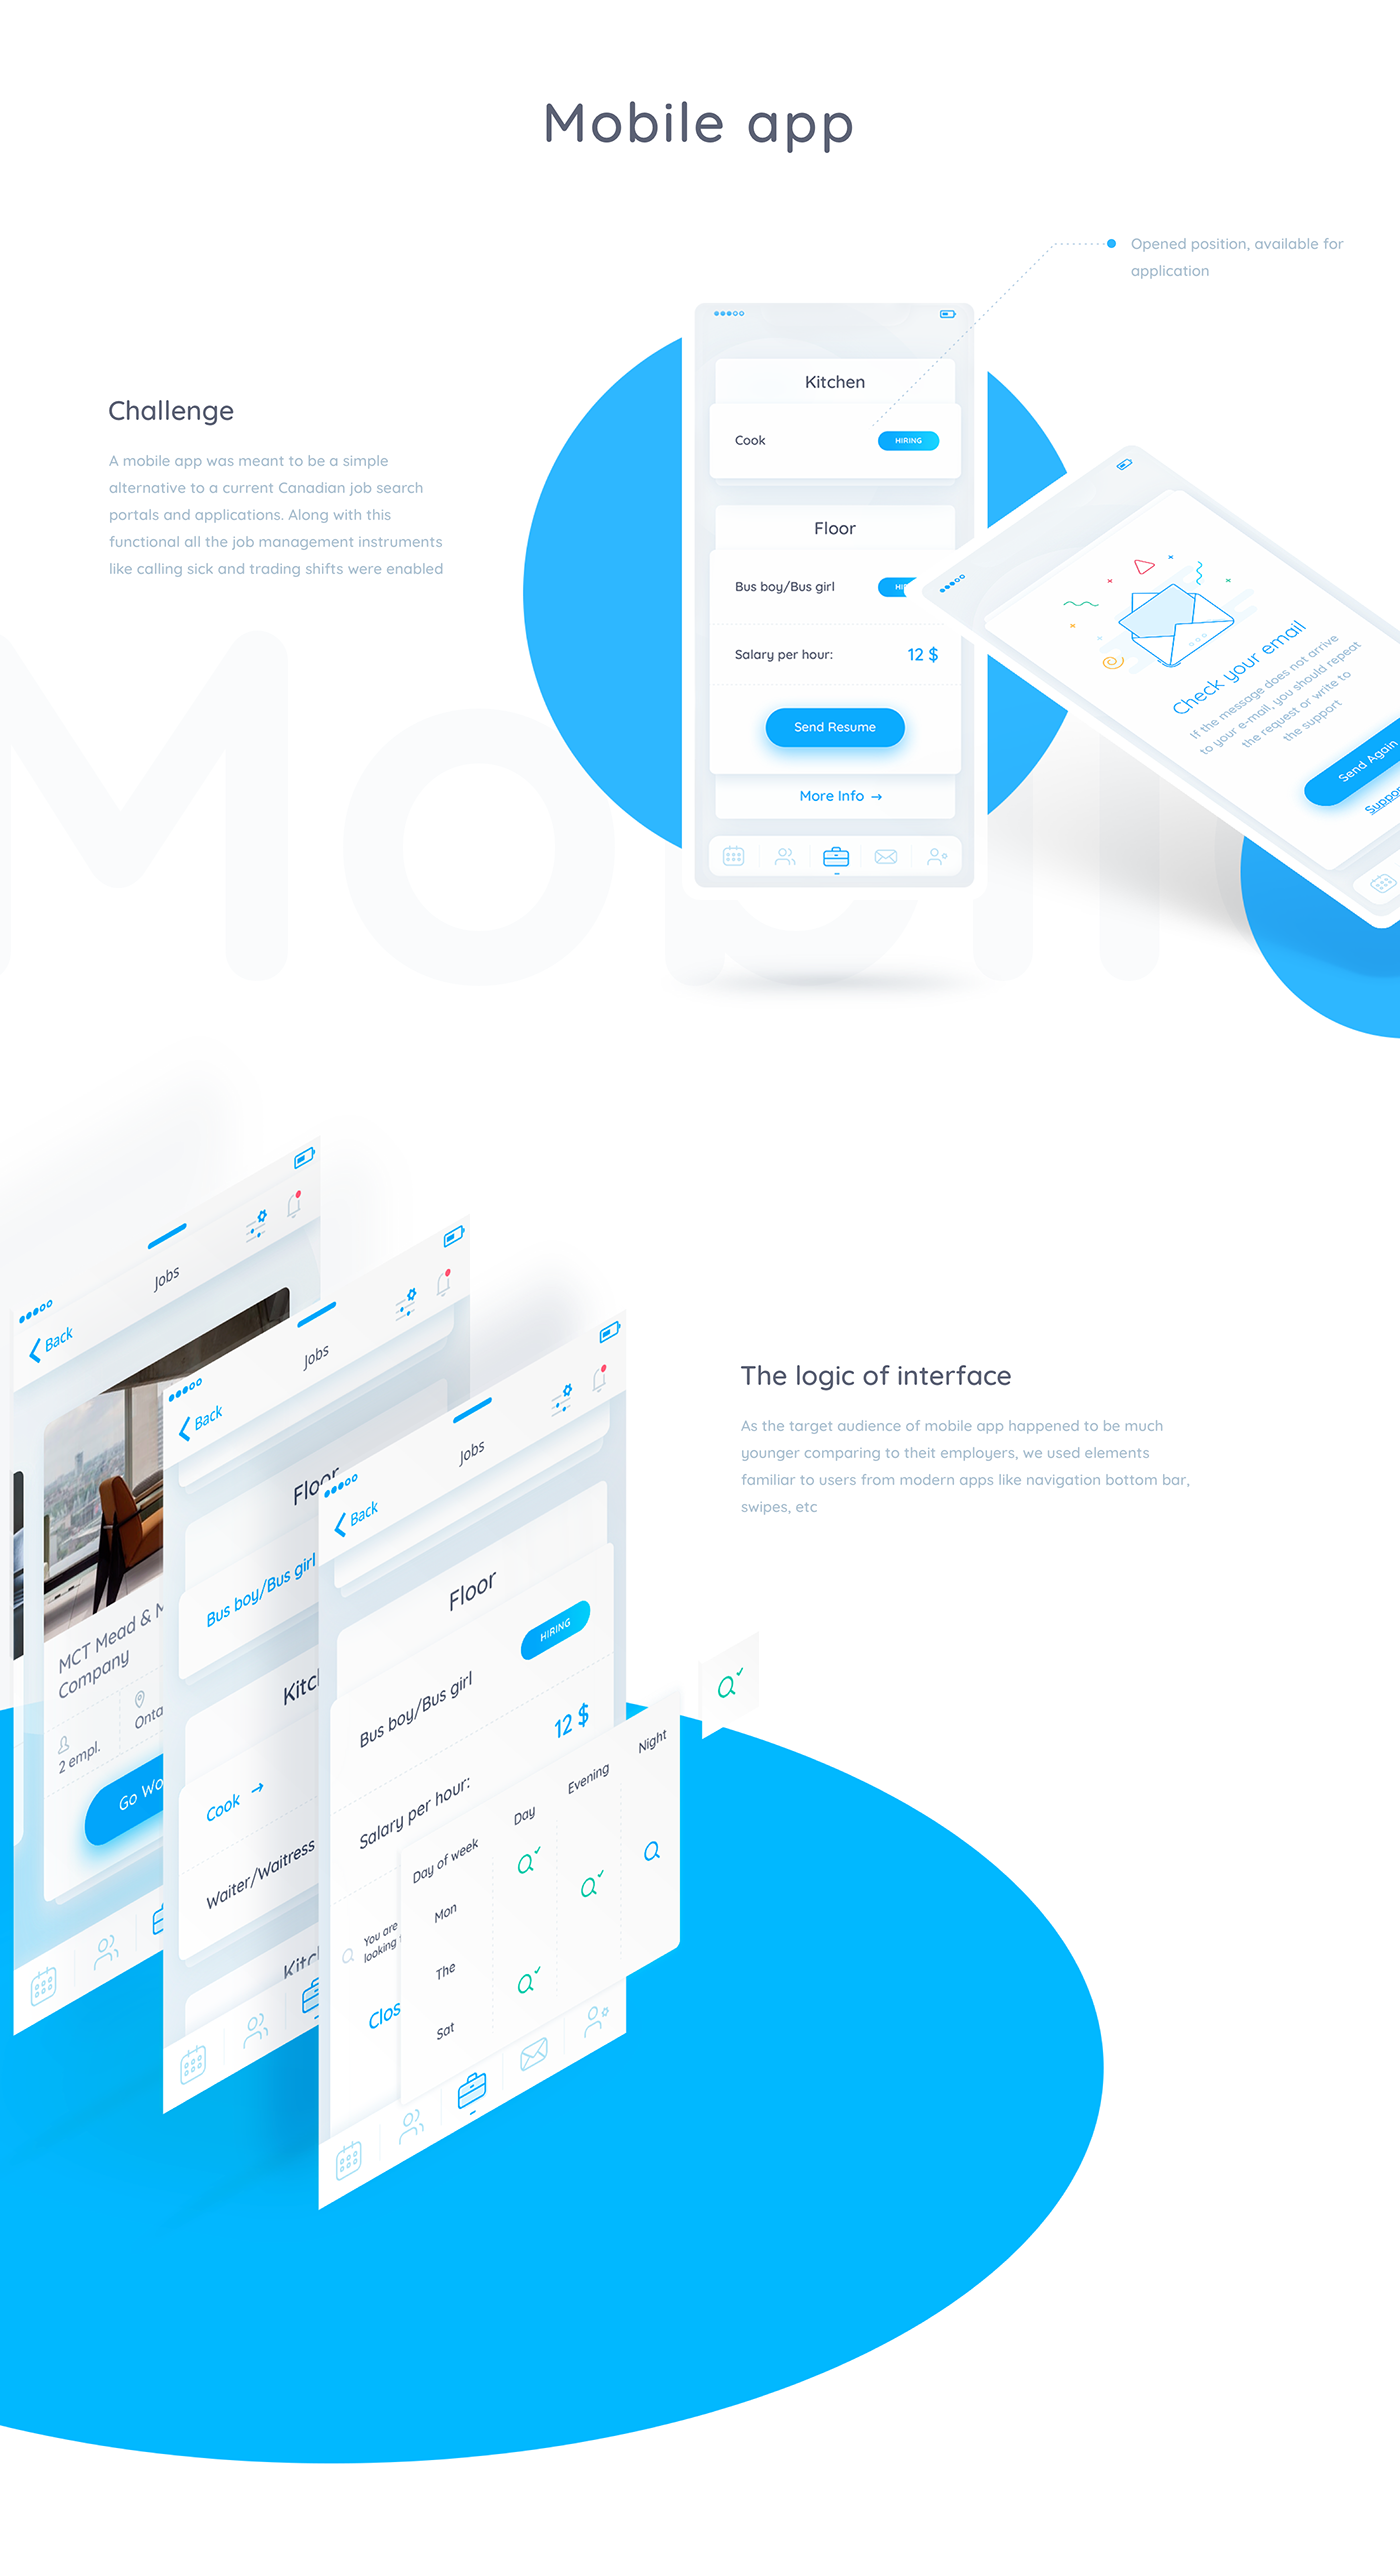 Mobile app
Opened position, available for
application
Challenge
A mobile app was meant to be a simple
alternative to a current Canadian job search
portals and applications. Along with this
functional all the job management instruments
like calling sick and trading shifts were enabled
Kitchen
Cook
HIRING
Floor
Bus boy/Bus girl
Salary per hour:
12 $
Send Resume
More Info →
Check your email
If the message does not arrive
to your e-mail, you should repeat
the request or write to
the support
Send Again
Mobile
Jobs
Back
MCT Mead &
Company
2 empl.
Jobs
Back
Floor
Bus boy/Bus girl
Cook →
Waiter/Waitress
Jobs
Back
Floor
Bus boy/Bus girl
HIRING
12 $
Salary per hour:
You are
looking
Day of week
Day
Evening
Night
Mon
The
Sat
The logic of interface
As the target audience of mobile app happened to be much
younger comparing to theit employers, we used elements
familiar to users from modern apps like navigation bottom bar,
swipes, etc